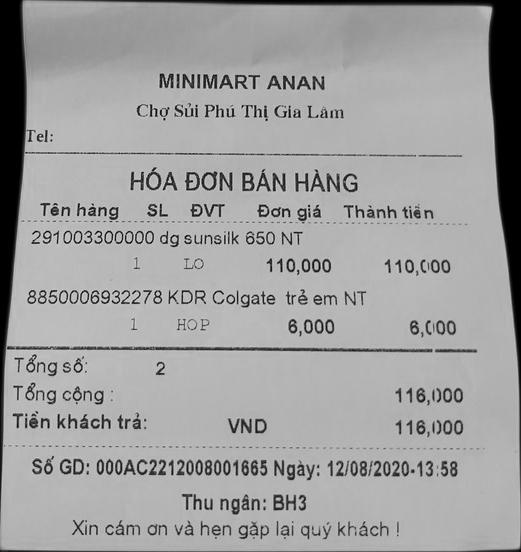 MINIMART ANAN
Chợ Sủi Phú Thị Gia Lâm
Tel:
HÓA ĐƠN BÁN HÀNG
Tên hàng SL ĐVT Đơn giá Thành tiền
291003300000 dg sunsilk 650 NT
1 LO 110,000 110,000
8850006932278 KDR Colgate trẻ em NT
1 HOP 6,000 6,000
Tổng số: 2
Tổng cộng : 116,000
Tiền khách trả: VND 116,000
Số GD: 000AC2212008001665 Ngày: 12/08/2020-13:58
Thu ngân: BH3
Xin cám ơn và hẹn gặp lại quý khách !